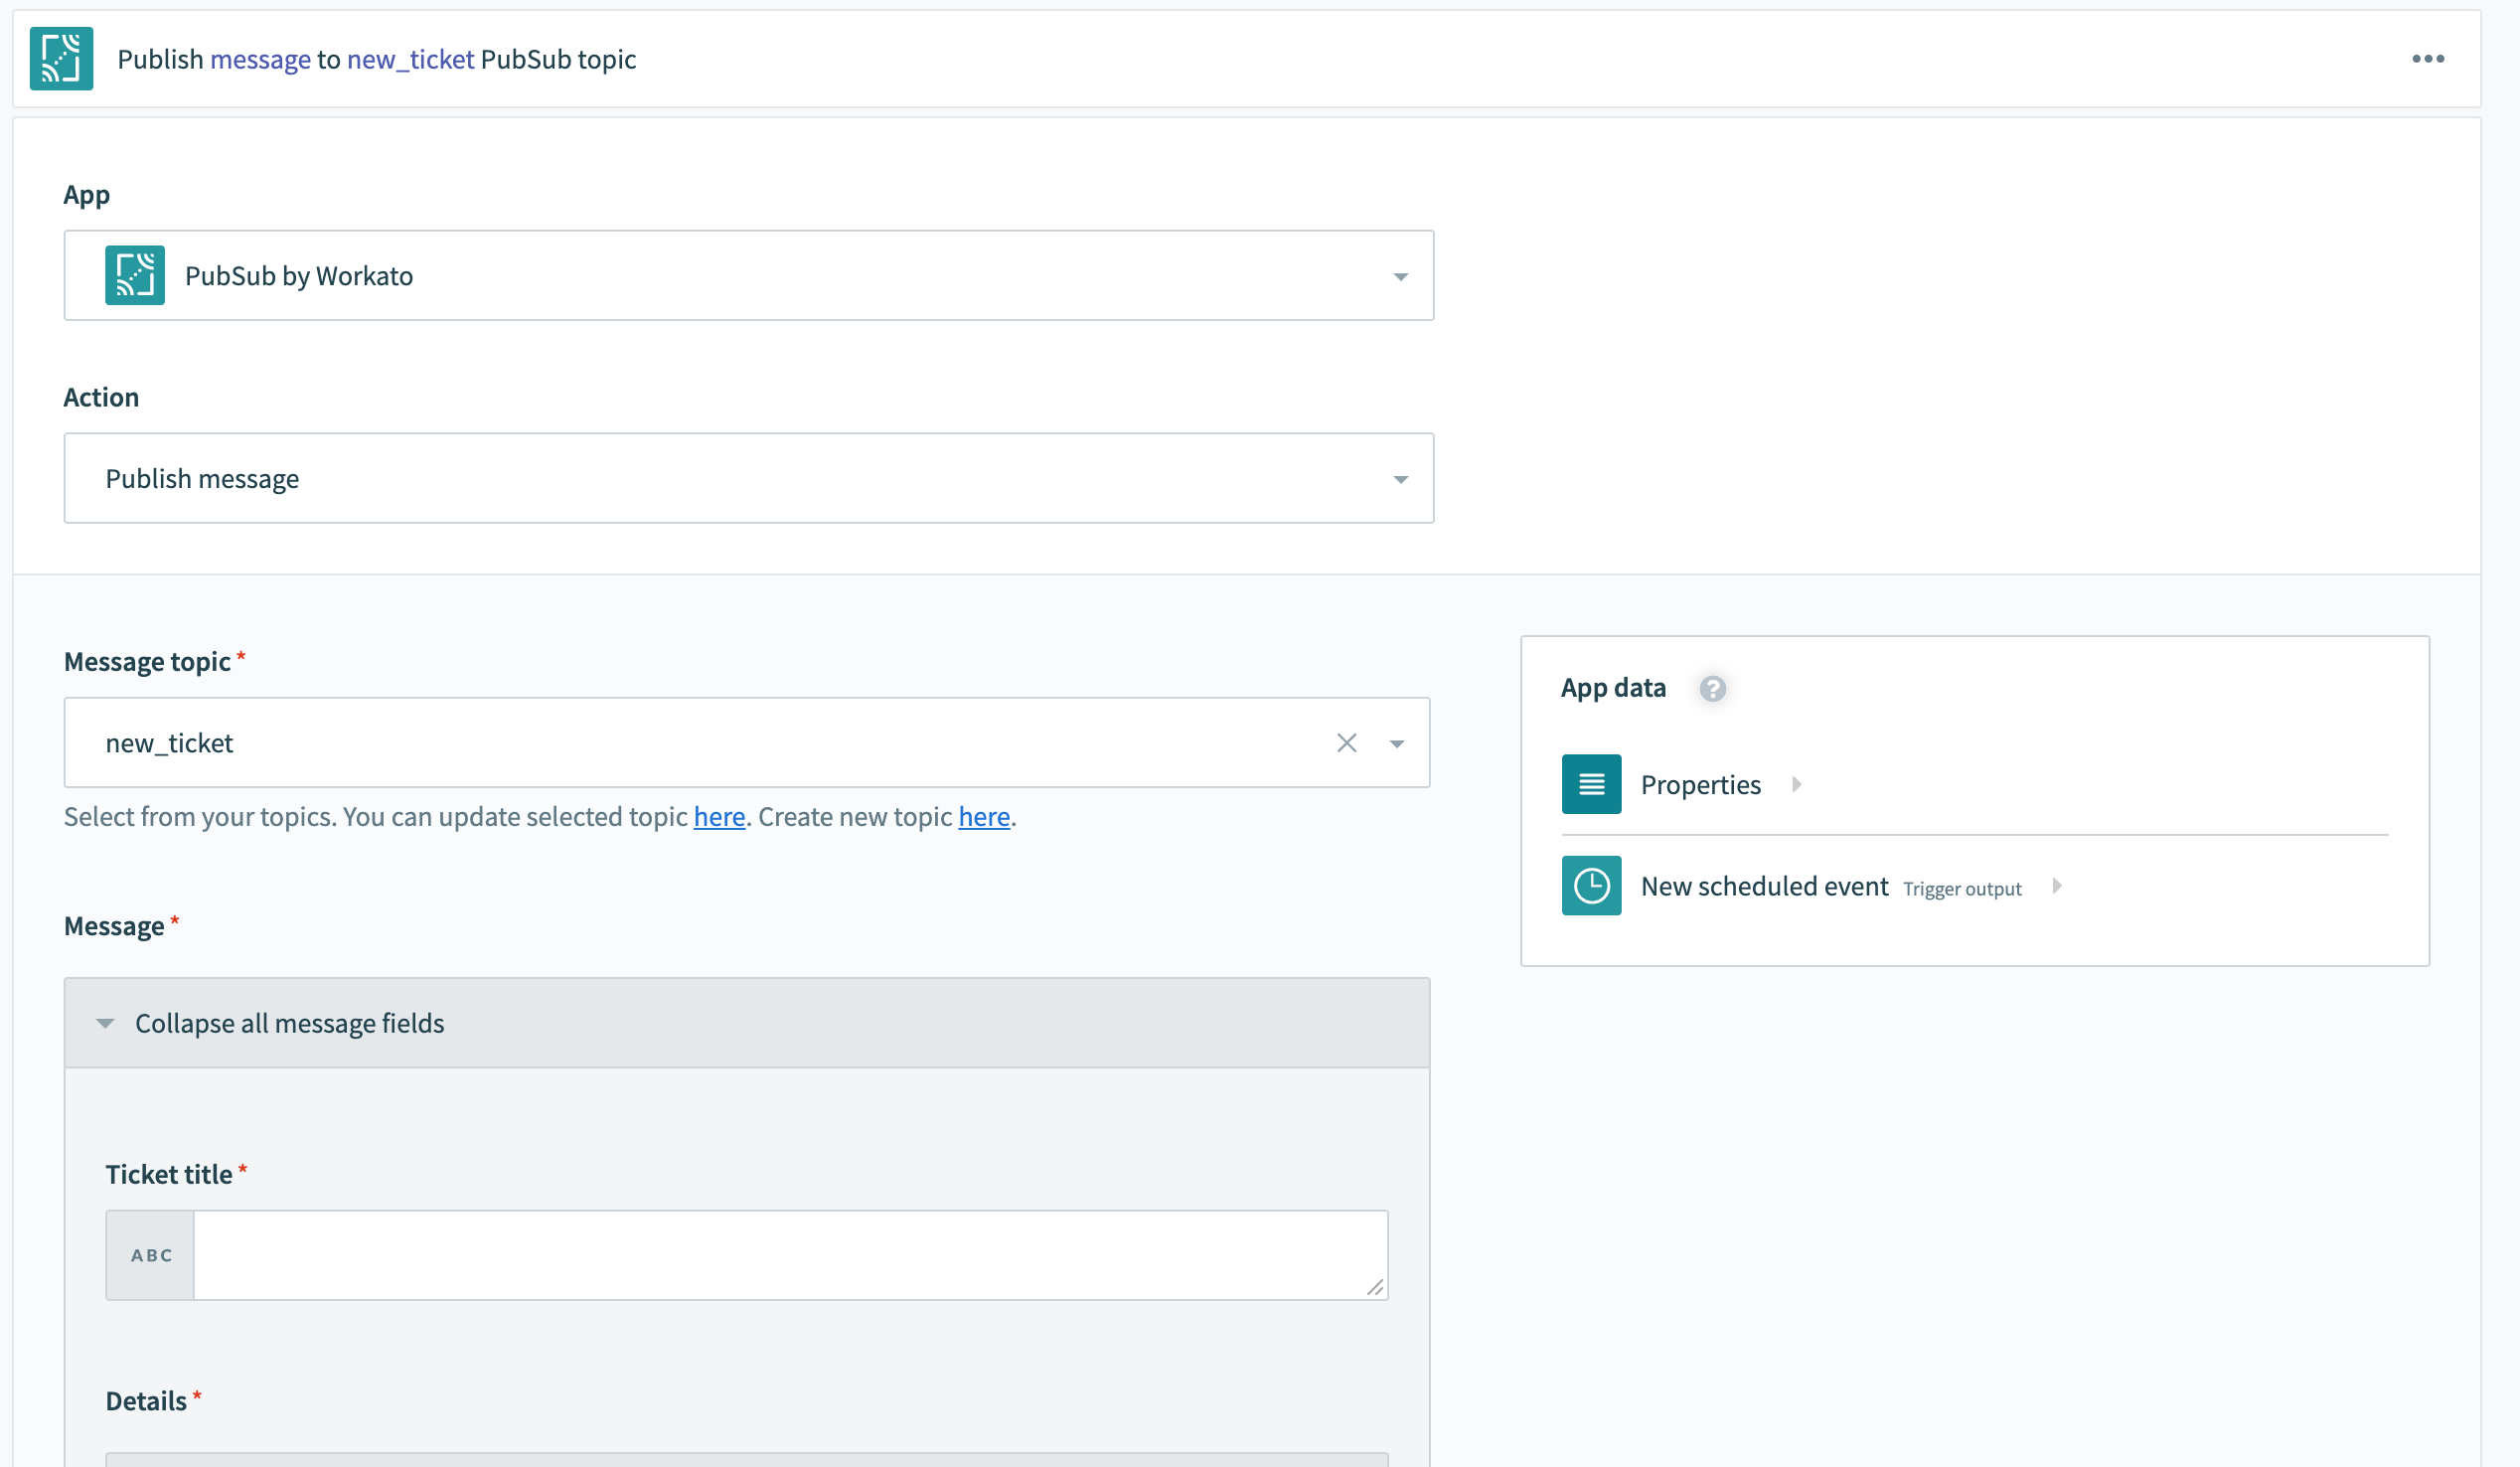 Publish message to new_ticket PubSub topic
App
PubSub by Workato
Action
Publish message
Message topic *
new_ticket
Select from your topics. You can update selected topic here. Create new topic here.
Message *
Collapse all message fields
Ticket title *
ABC
Details *
App data ?
Properties
New scheduled event Trigger output